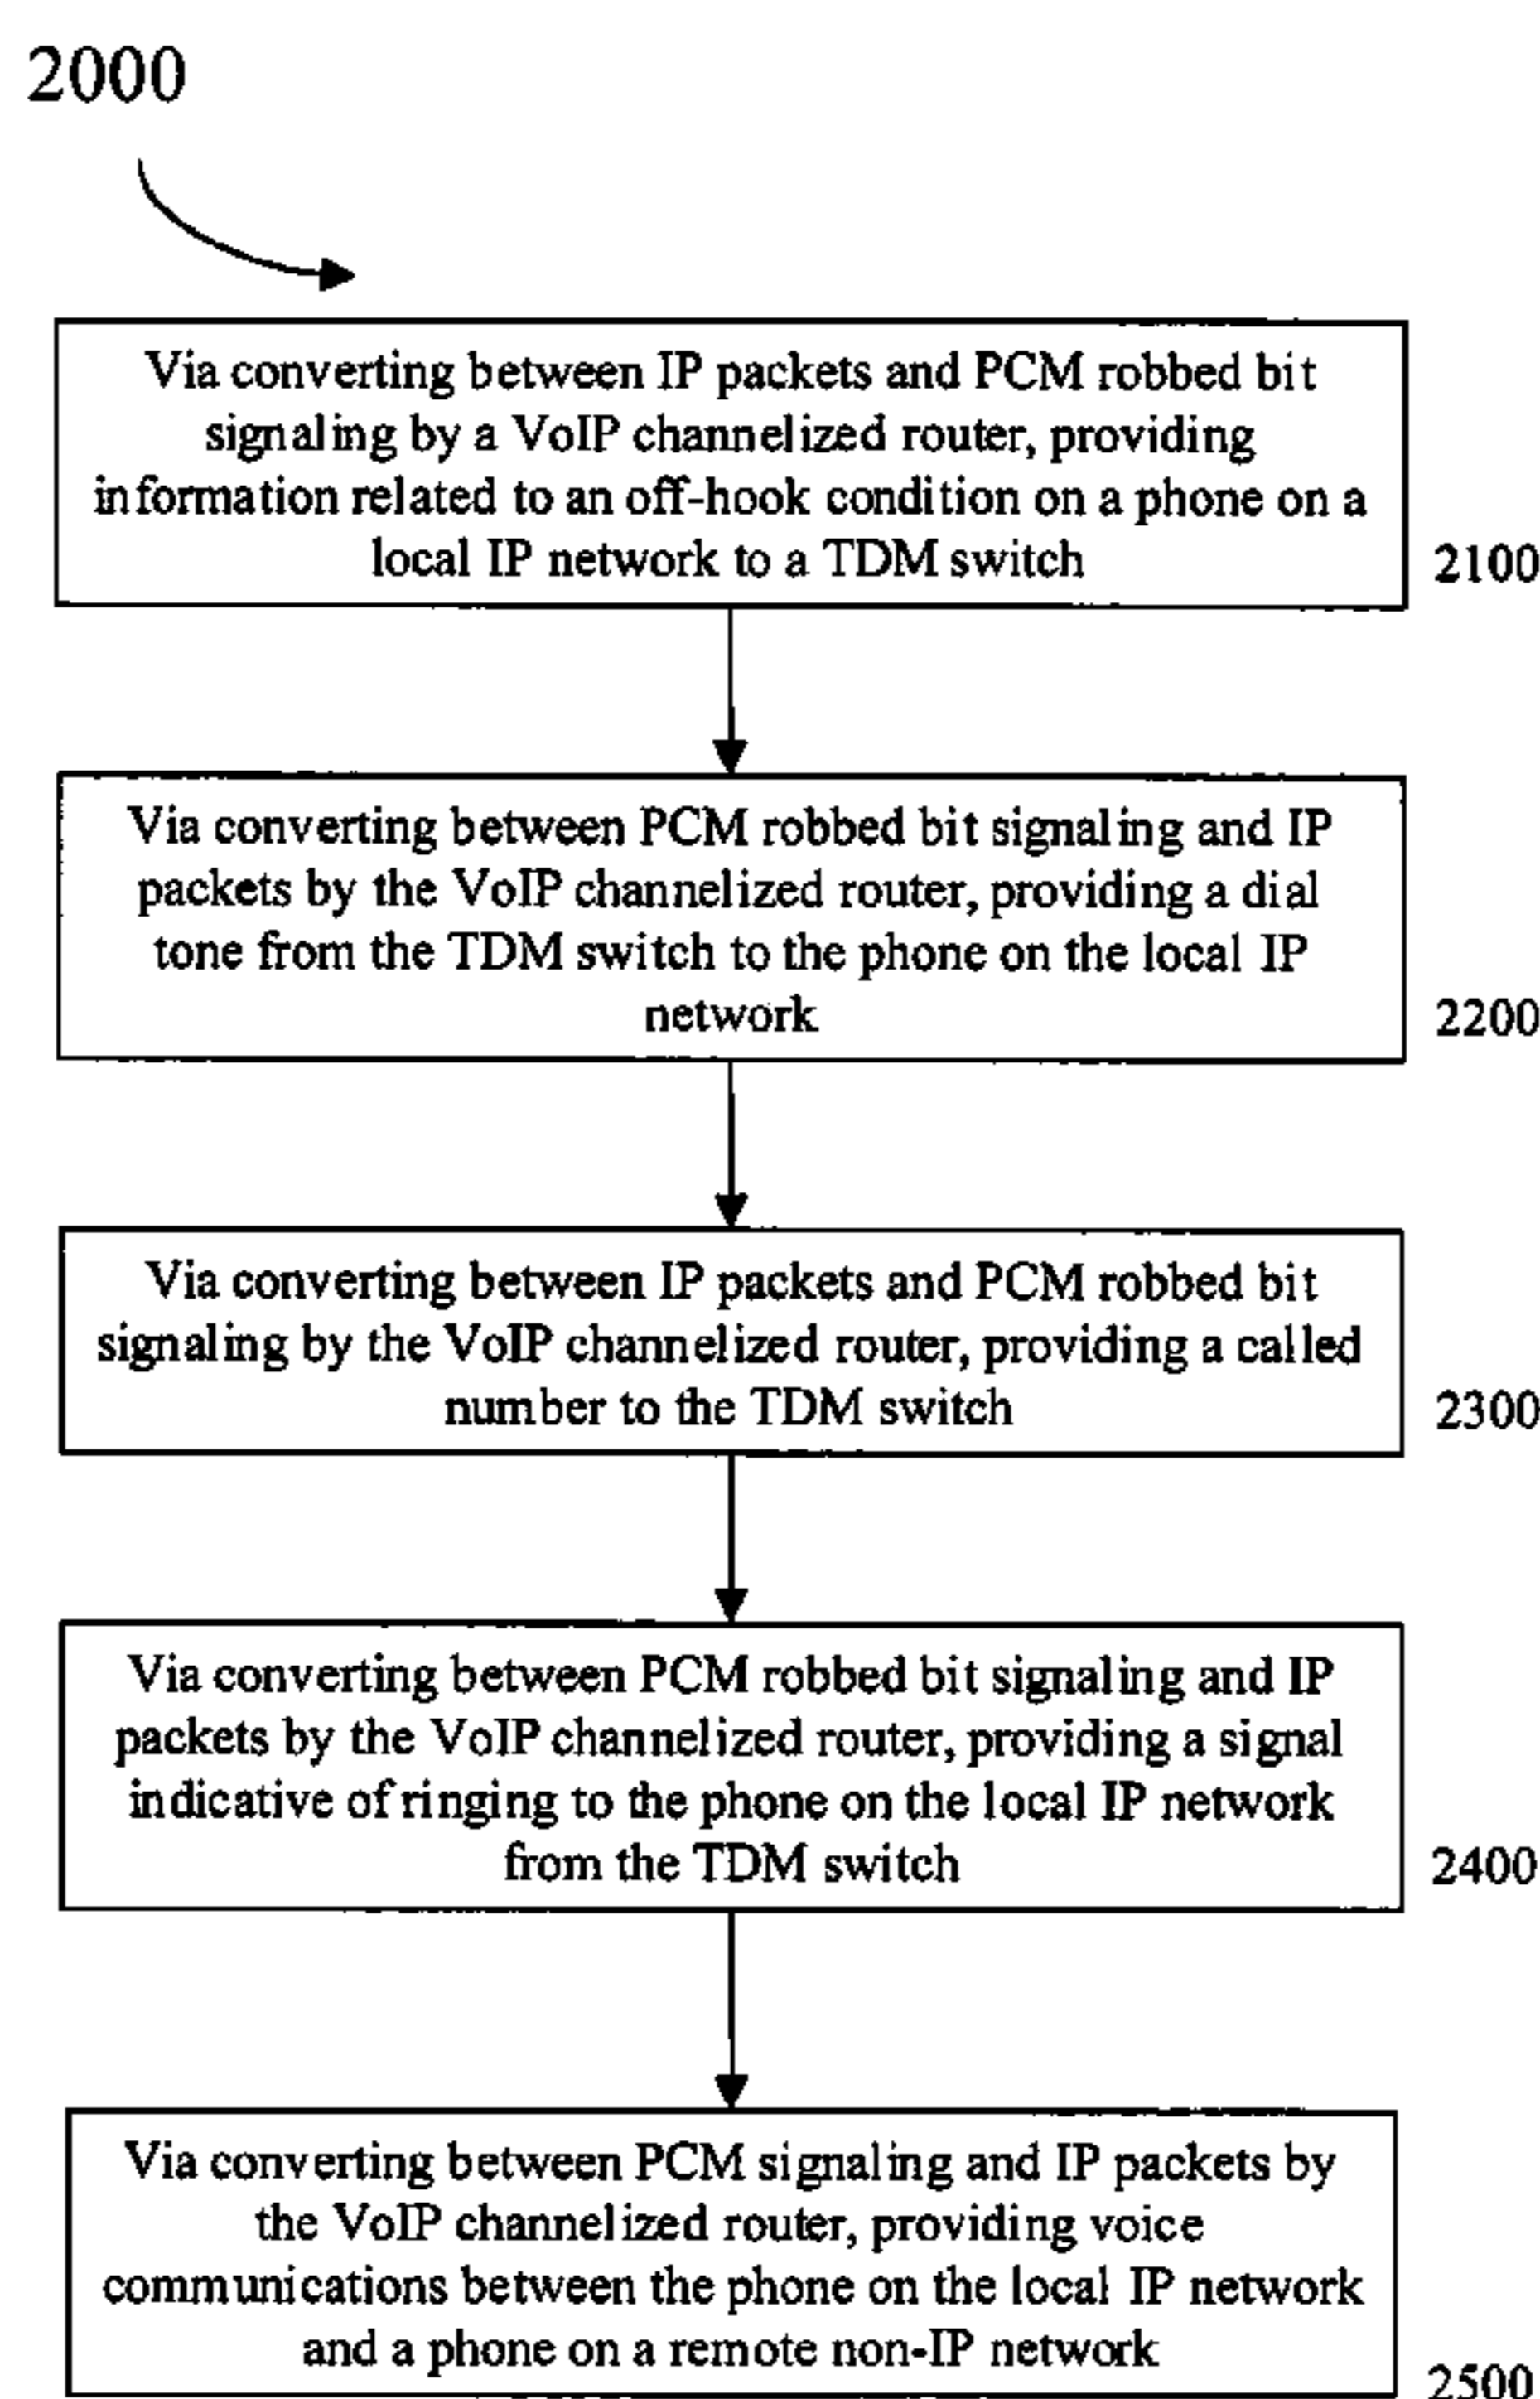 2000
Via converting between IP packets and PCM robbed bit
signaling by a VoIP channelized router, providing
information related to an off-hook condition on a phone on a
local IP network to a TDM switch
2100
Via converting between PCM robbed bit signaling and IP
packets by the VoIP channelized router, providing a dial
tone from the TDM switch to the phone on the local IP
network
2200
Via converting between IP packets and PCM robbed bit
signaling by the VoIP channelized router, providing a called
number to the TDM switch
2300
Via converting between PCM robbed bit signaling and IP
packets by the VoIP channelized router, providing a signal
indicative of ringing to the phone on the local IP network
from the TDM switch
2400
Via converting between PCM signaling and IP packets by
the VoIP channelized router, providing voice
communications between the phone on the local IP network
and a phone on a remote non-IP network
2500